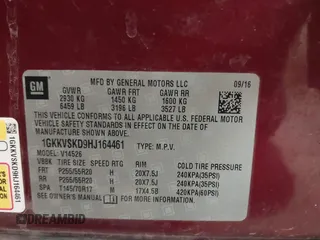 GM
MFD BY GENERAL MOTORS LLC
09/16
GVWR GAWR FRT GAWR RR
2930 KG 1450 KG 1600 KG
6459 LB 3196 LB 3527 LB
THIS VEHICLE CONFORMS TO ALL APPLICABLE U.S. FEDERAL MOTOR VEHICLE SAFETY, BUMPER, AND THEFT PREVENTION STANDARDS IN EFFECT ON THE DATE OF MANUFACTURE SHOWN ABOVE.
1GKKVSKD9HJ164461 TYPE: M.P.V.
V14526
TIRE SIZE SPEED RTG RIM COLD TIRE PRESSURE
FRT P255/55R20 H 20X7.5J 240KPA(35PSI)
RR P255/55R20 H 20X7.5J 240KPA(35PSI)
SPA T145/70R17 M 17X4.5B 420KPA(60PSI)
SEE OWNER'S MANUAL FOR ADDITIONAL INFORMATION.
1GKKVSKD9HJ164461
DREAMBID